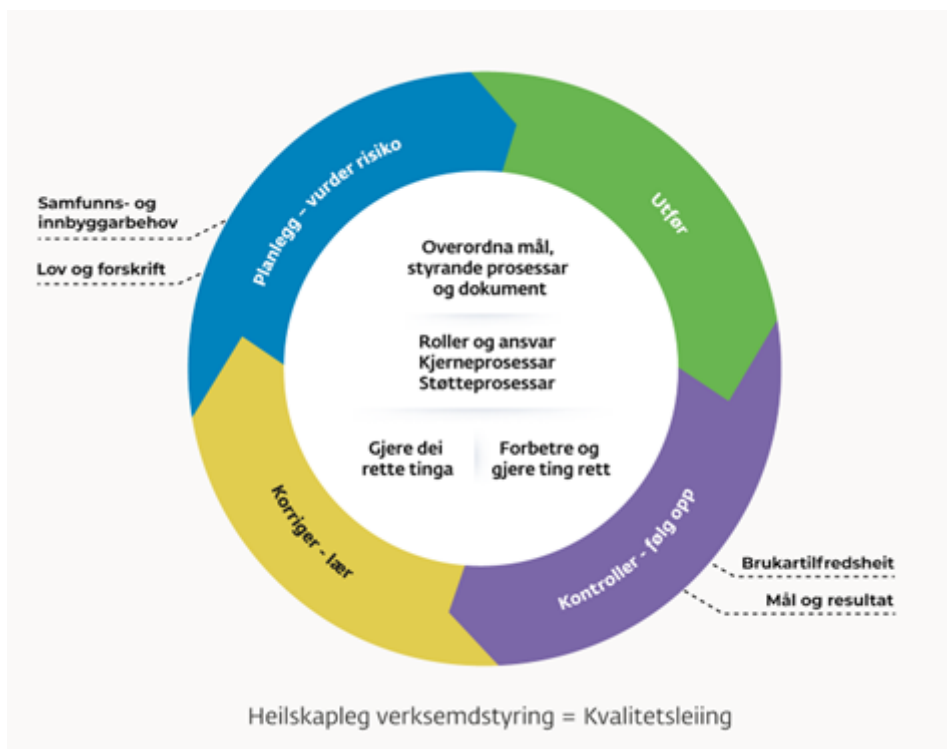 Planlegg – vurder risiko
Utfør
Samfunns- og
innbyggarbehov
Lov og forskrift
Overordna mål,
styrande prosessar
og dokument
Roller og ansvar
Kjerneprosessar
Støtteprosessar
Gjere dei
rette tinga
Forbetre og
gjere ting rett
Korriger - lær
Kontroller - følg opp
Brukartilfredsheit
Mål og resultat
Heilskapleg verksemdstyring = Kvalitetsleiing